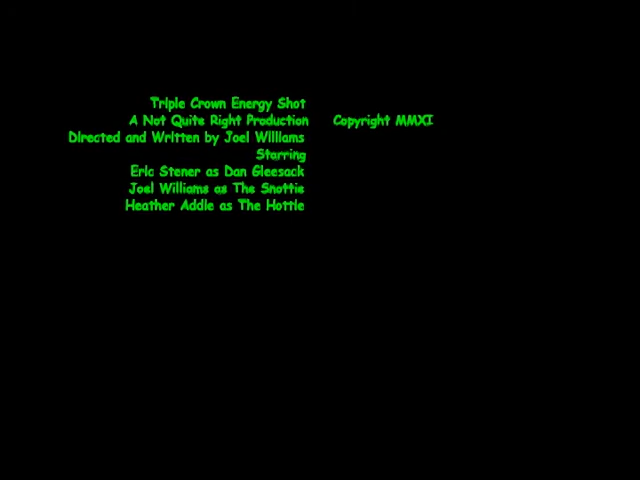 Triple Crown Energy Shot
A Not Quite Right Production Copyright MMXI
Directed and Written by Joel Williams
Starring
Eric Stener as Dan Gleesack
Joel Williams as The Snottie
Heather Addle as The Hottie